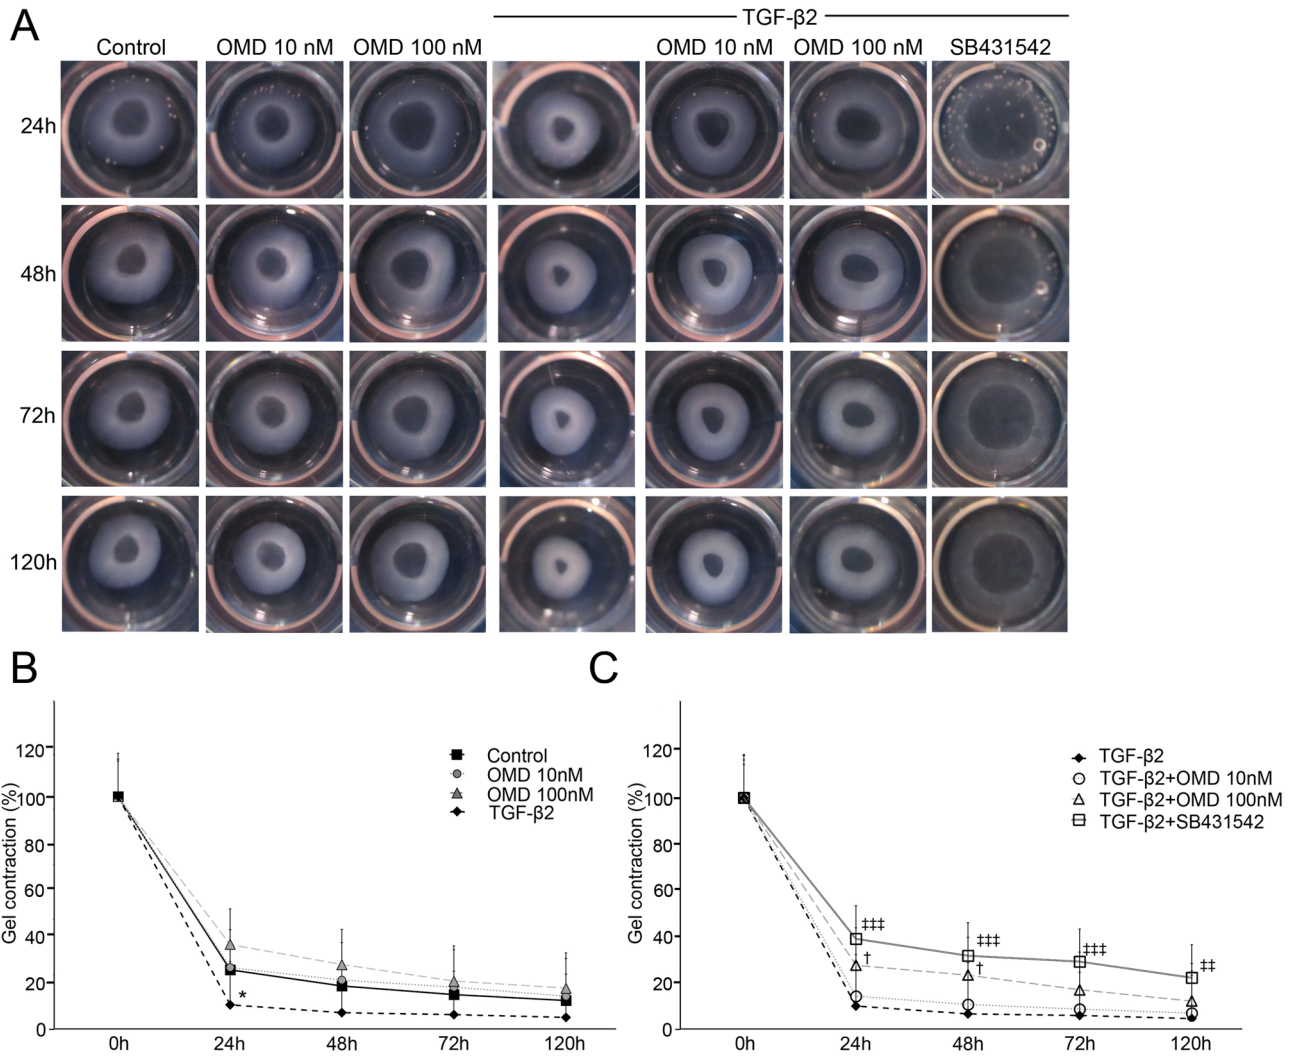 A
TGF-β2
Control OMD 10 nM OMD 100 nM OMD 10 nM OMD 100 nM SB431542
24h
48h
72h
120h
B
Gel contraction (%)
120
100
80
60
40
20
0
0h 24h 48h 72h 120h
*
Control
OMD 10nM
OMD 100nM
TGF-β2
C
Gel contraction (%)
120
100
80
60
40
20
0
0h 24h 48h 72h 120h
‡‡‡
†
‡‡‡
†
‡‡‡
‡‡
TGF-β2
TGF-β2+OMD 10nM
TGF-β2+OMD 100nM
TGF-β2+SB431542